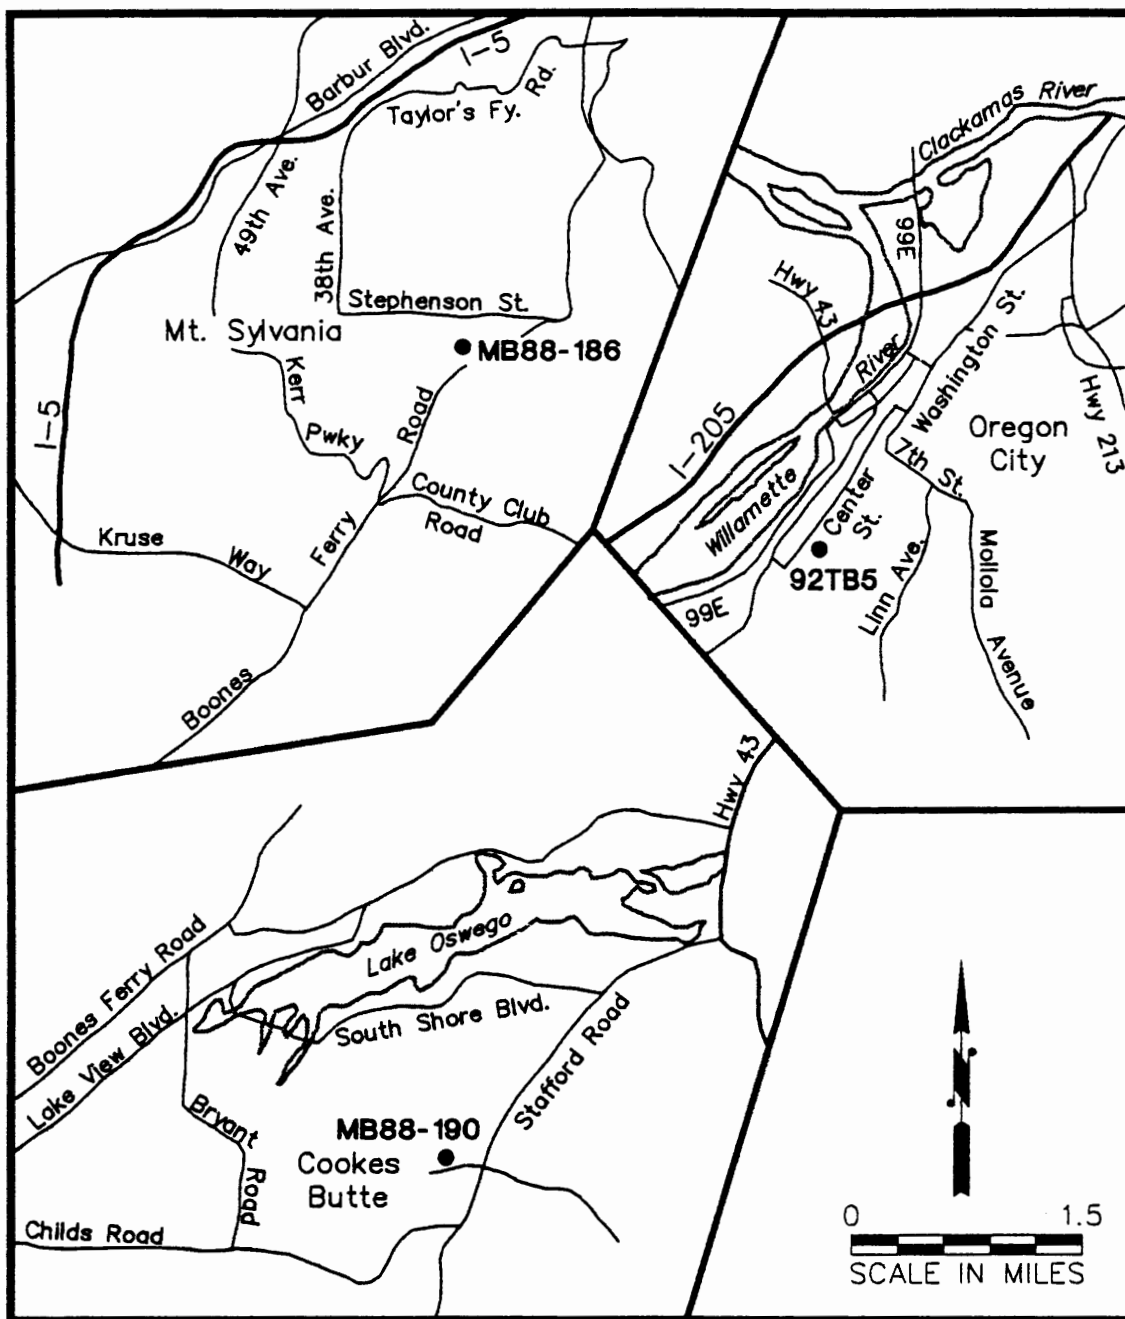 Barbur Blvd.
I-5
Taylor's Fy.
Rd.
49th Ave.
38th Ave.
Stephenson St.
Mt. Sylvania
MB88-186
Kerr
Pwky
Road
I-5
County Club
Road
Kruse
Way
Ferry
Boones
Clackamas River
99E
Hwy 43
River
Washington St.
Hwy 213
I-205
Oregon
City
7th St.
Willamette
Center
St.
92TB5
Linn Ave.
Mollola
Avenue
99E
Hwy 43
Boones Ferry Road
Lake View Blvd.
Lake Oswego
South Shore Blvd.
Stafford Road
Bryant
Road
MB88-190
Cookes
Butte
Childs Road
0 1.5
SCALE IN MILES